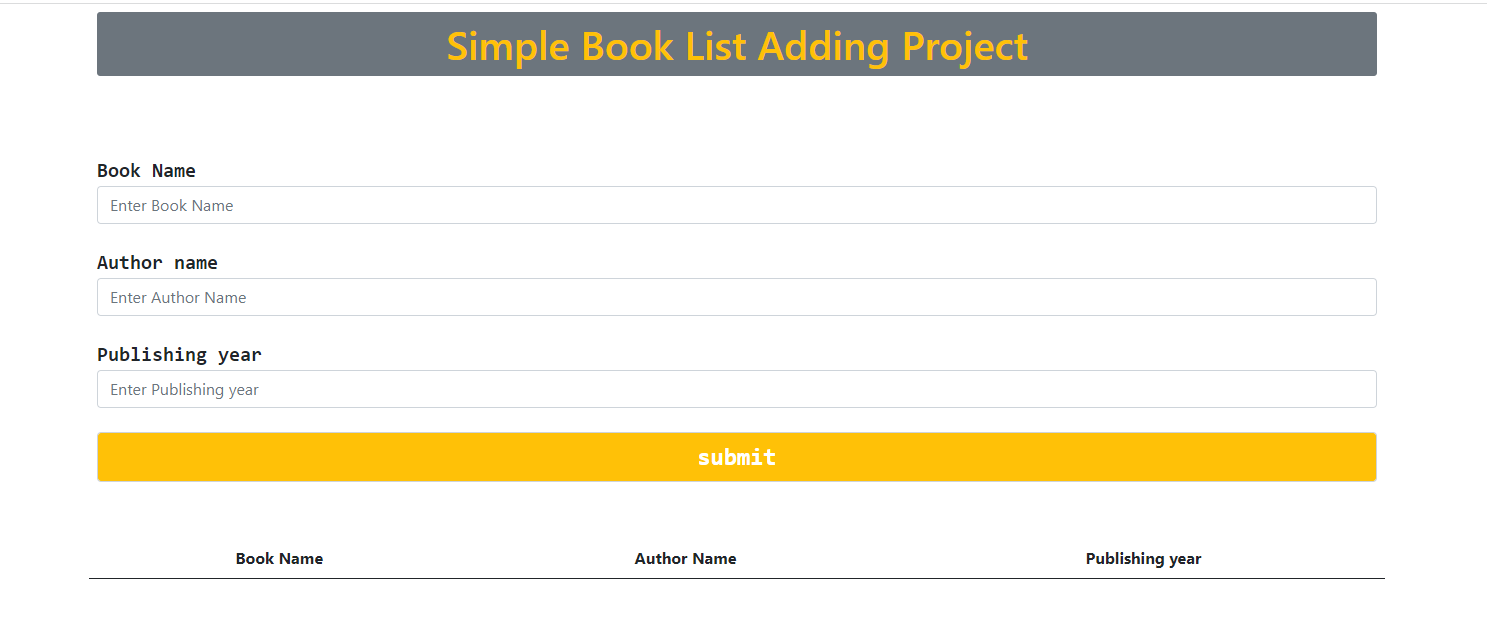 Simple Book List Adding Project
Book Name
Enter Book Name
Author name
Enter Author Name
Publishing year
Enter Publishing year
submit
Book Name Author Name Publishing year